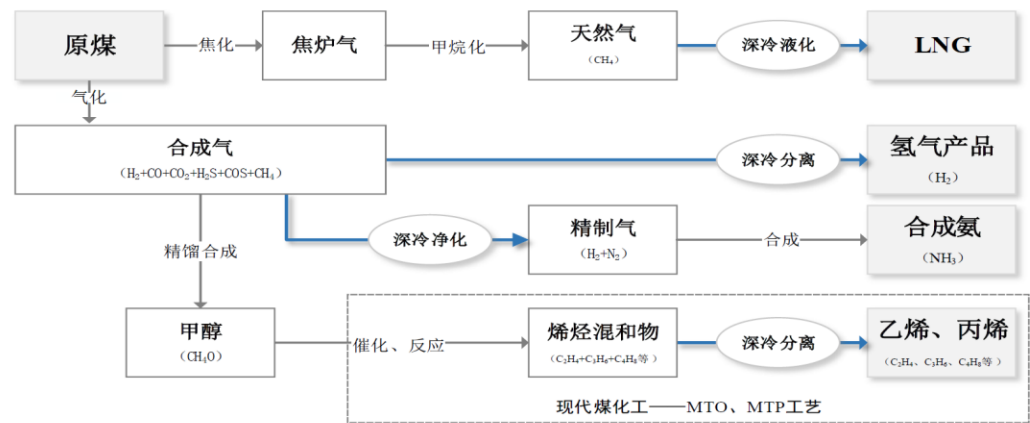 原煤
焦化
焦炉气
甲烷化
天然气
（CH₄）
深冷液化
LNG
气化
合成气
（H₂+CO+CO₂+H₂S+COS+CH₄）
深冷分离
氢气产品
（H₂）
深冷净化
精制气
（H₂+N₂）
合成
合成氨
（NH₃）
精馏合成
甲醇
（CH₄O）
催化、反应
烯烃混和物
（C₂H₄+C₃H₆+C₄H₈等）
深冷分离
乙烯、丙烯
（C₂H₄、C₃H₆、C₄H₈等）
现代煤化工——MTO、MTP工艺